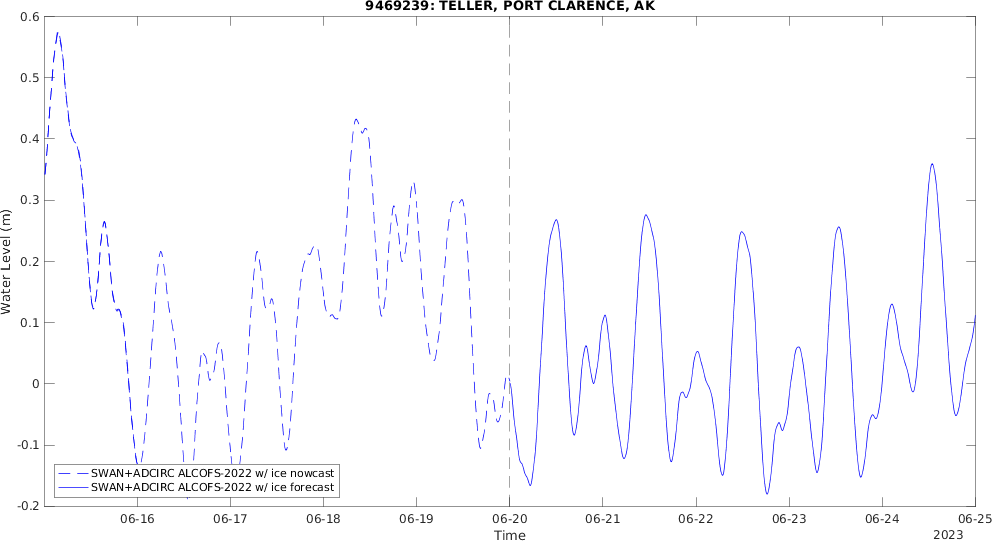 9469239: TELLER, PORT CLARENCE, AK
0.6
0.5
0.4
0.3
0.2
0.1
0
-0.1
-0.2
Water Level (m)
SWAN+ADCIRC ALCOFS-2022 w/ ice nowcast
SWAN+ADCIRC ALCOFS-2022 w/ ice forecast
06-16 06-17 06-18 06-19 06-20 06-21 06-22 06-23 06-24 06-25
Time
2023